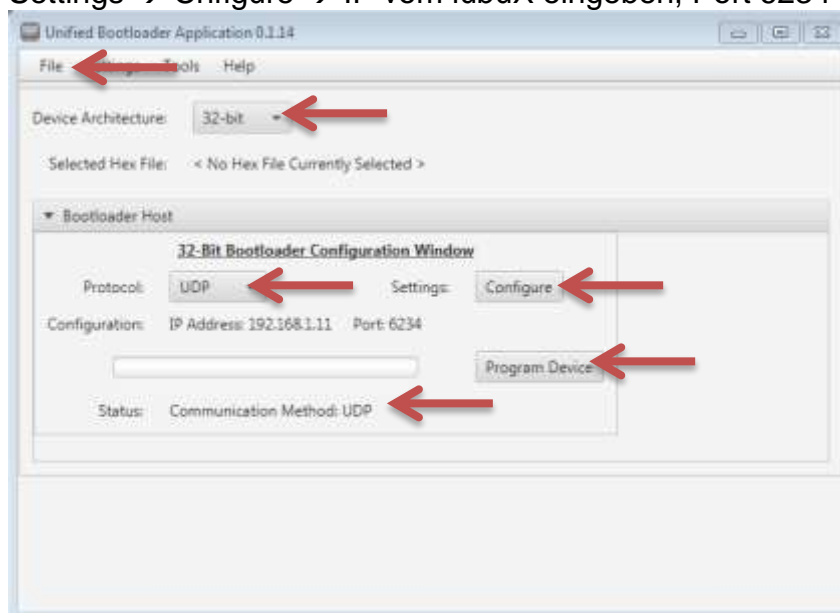 Unified Bootloader Application 0.1.14
File Tools Help
Device Architecture: 32-bit
Selected Hex File: < No Hex File Currently Selected >
Bootloader Host
32-Bit Bootloader Configuration Window
Protocol: UDP Settings: Configure
Configuration: IP Address: 192.168.1.11 Port: 6234
Program Device
Status: Communication Method: UDP